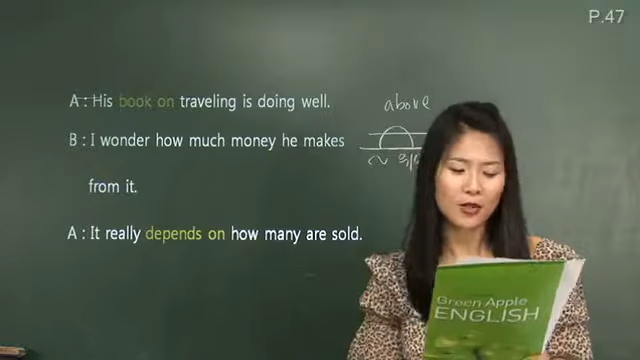 P.47
A : His book on traveling is doing well.
above
B : I wonder how much money he makes
from it.
A : It really depends on how many are sold.
Green Apple
ENGLISH